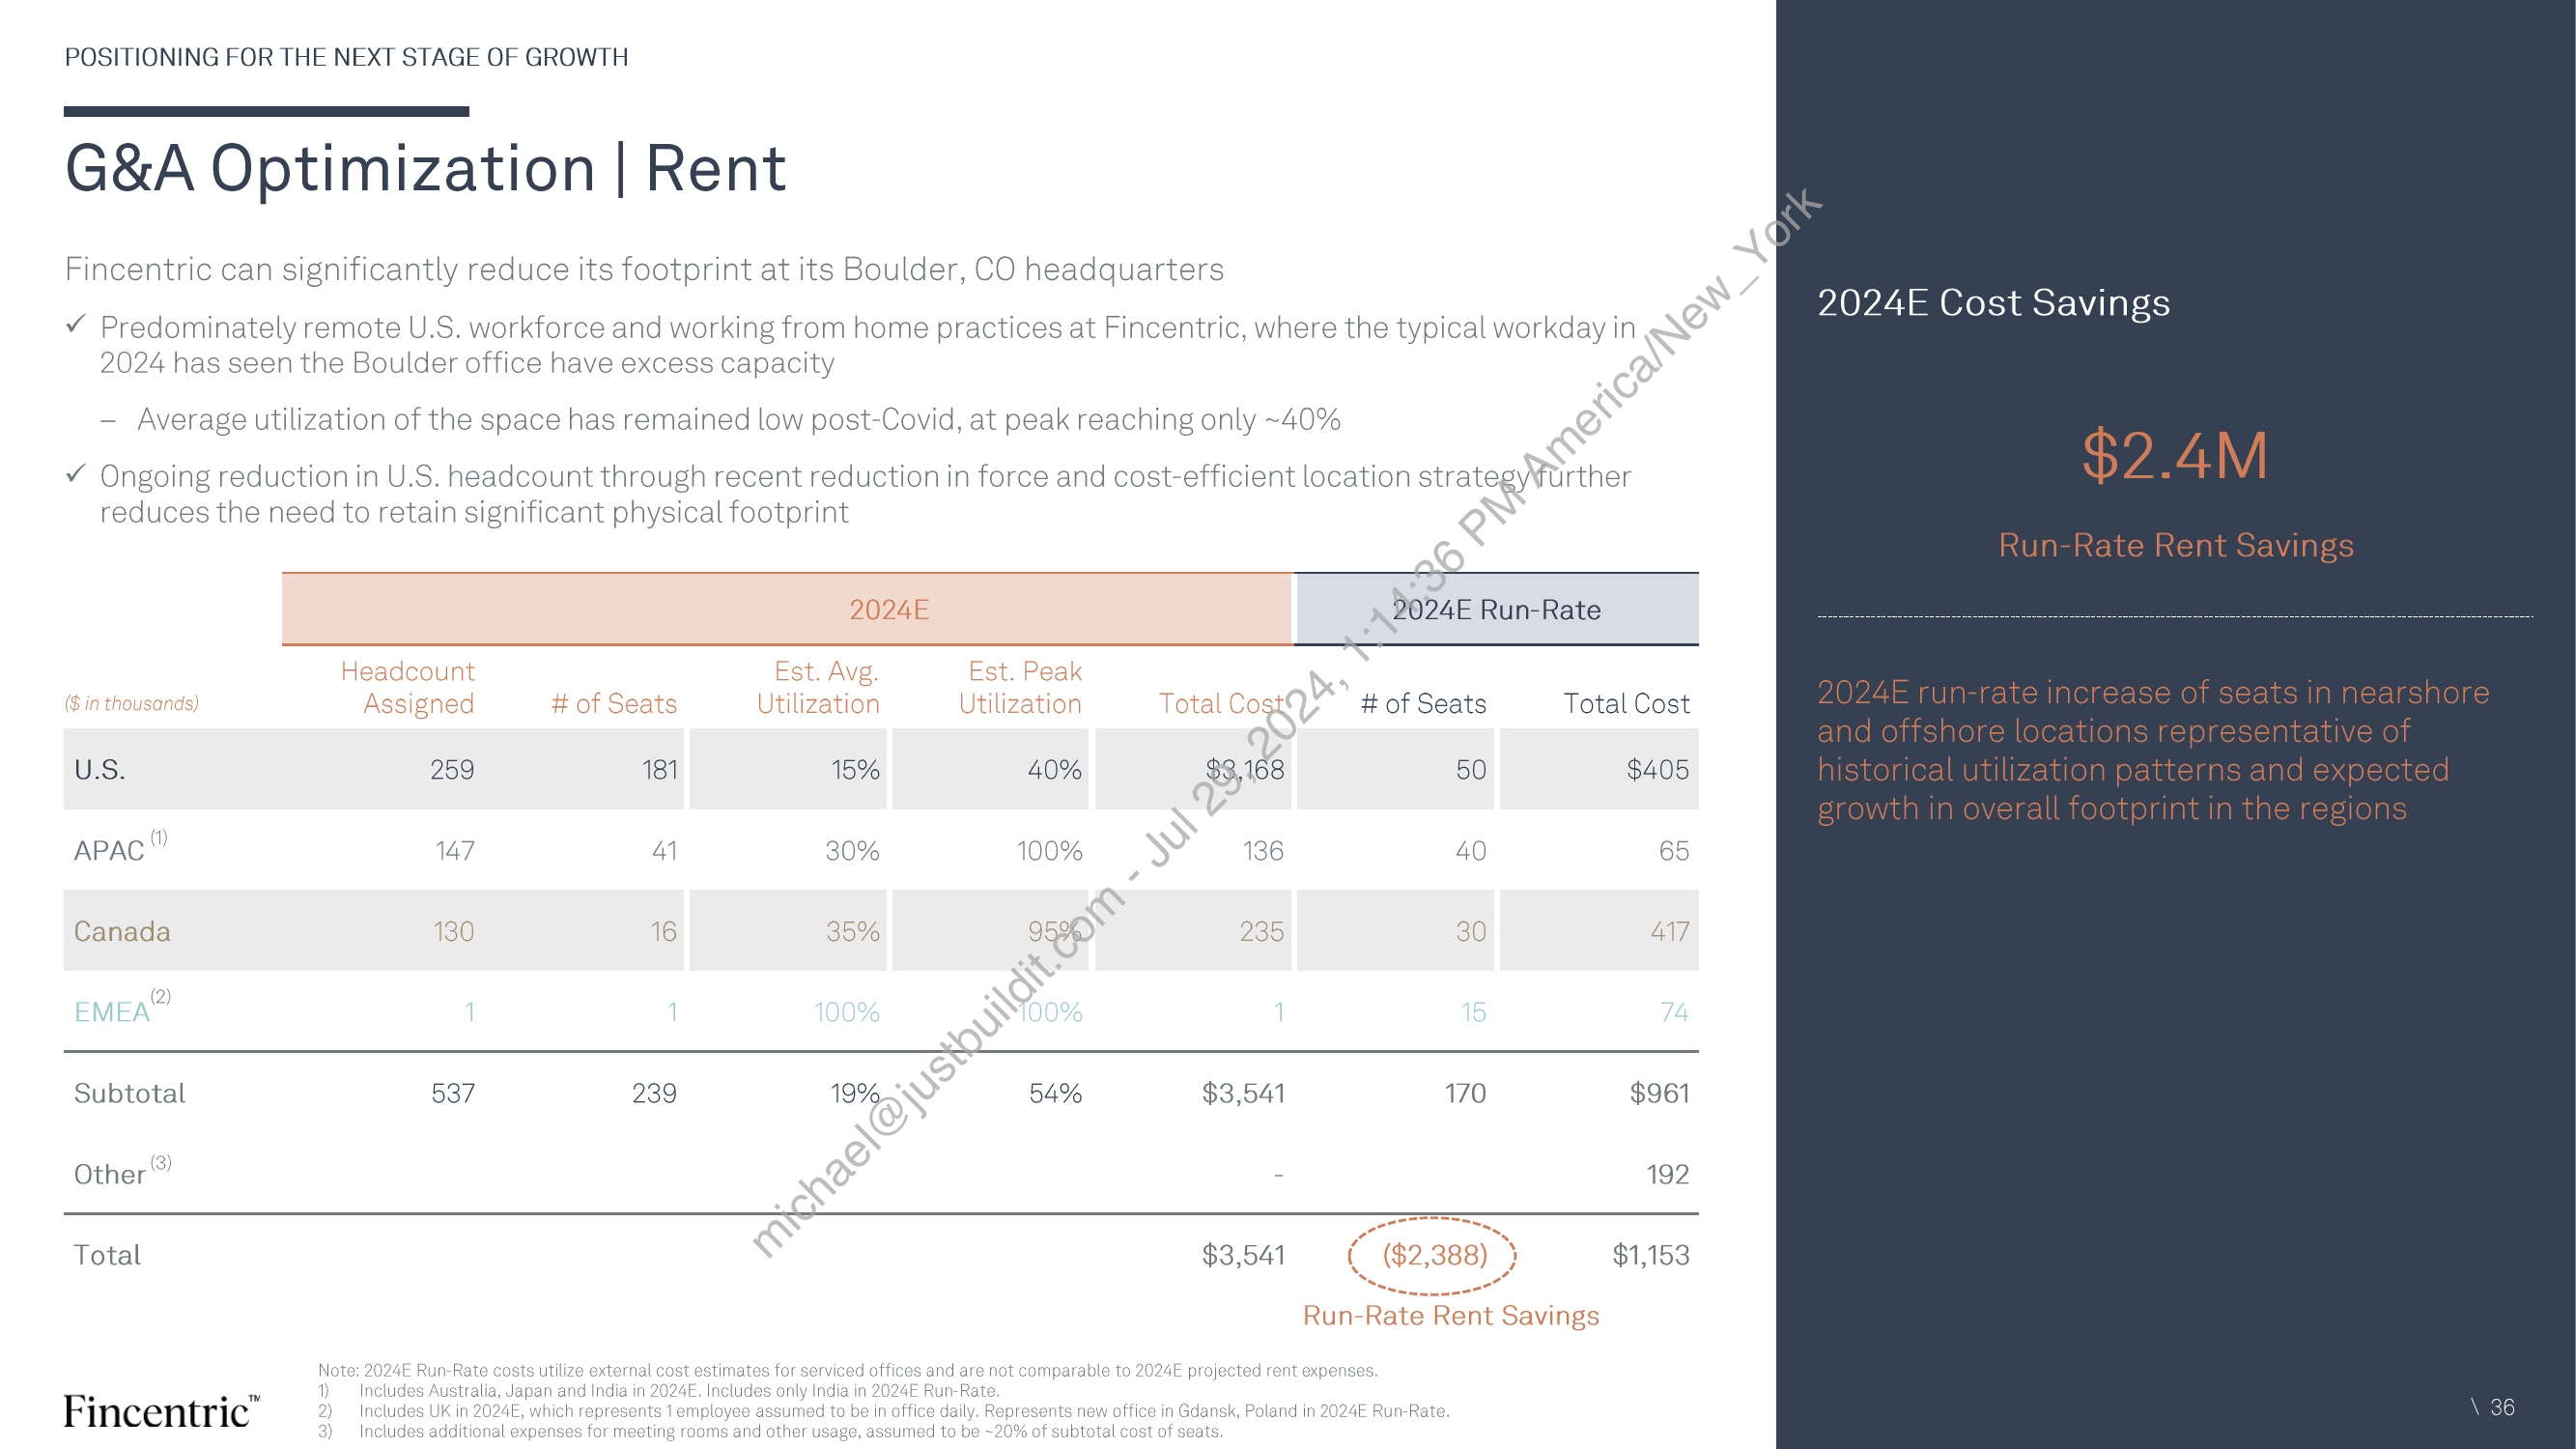 POSITIONING FOR THE NEXT STAGE OF GROWTH
G&A Optimization | Rent
Fincentric can significantly reduce its footprint at its Boulder, CO headquarters
✓ Predominately remote U.S. workforce and working from home practices at Fincentric, where the typical workday in
2024 has seen the Boulder office have excess capacity
– Average utilization of the space has remained low post-Covid, at peak reaching only ~40%
✓ Ongoing reduction in U.S. headcount through recent reduction in force and cost-efficient location strategy further
reduces the need to retain significant physical footprint
2024E 2024E Run-Rate
Headcount Est. Avg. Est. Peak
($ in thousands) Assigned # of Seats Utilization Utilization Total Cost # of Seats Total Cost
U.S. 259 181 15% 40% $3,168 50 $405
APAC (1) 147 41 30% 100% 136 40 65
Canada 130 16 35% 95% 235 30 417
EMEA (2) 1 1 100% 100% 1 15 74
Subtotal 537 239 19% 54% $3,541 170 $961
Other (3) - 192
Total $3,541 ($2,388) $1,153
Run-Rate Rent Savings
Note: 2024E Run-Rate costs utilize external cost estimates for serviced offices and are not comparable to 2024E projected rent expenses.
1) Includes Australia, Japan and India in 2024E. Includes only India in 2024E Run-Rate.
2) Includes UK in 2024E, which represents 1 employee assumed to be in office daily. Represents new office in Gdansk, Poland in 2024E Run-Rate.
3) Includes additional expenses for meeting rooms and other usage, assumed to be ~20% of subtotal cost of seats.
Fincentric™
2024E Cost Savings
$2.4M
Run-Rate Rent Savings
2024E run-rate increase of seats in nearshore
and offshore locations representative of
historical utilization patterns and expected
growth in overall footprint in the regions
\ 36
michael@justbuildit.com - Jul 29, 2024, 1:14:36 PM America/New_York